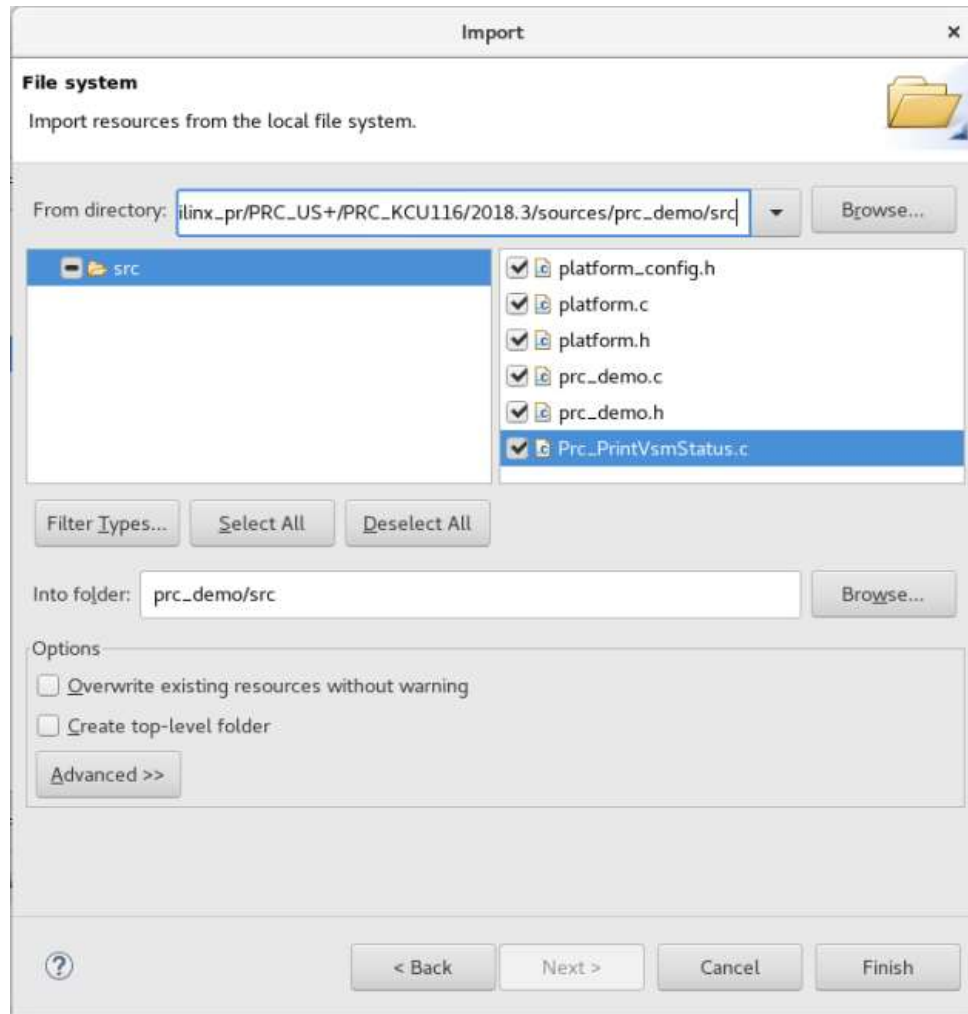 Import
File system
Import resources from the local file system.
From directory: ilinx_pr/PRC_US+/PRC_KCU116/2018.3/sources/prc_demo/src Browse...
src
platform_config.h
platform.c
platform.h
prc_demo.c
prc_demo.h
Prc_PrintVsmStatus.c
Filter Types... Select All Deselect All
Into folder: prc_demo/src Browse...
Options
Overwrite existing resources without warning
Create top-level folder
Advanced >>
< Back Next > Cancel Finish